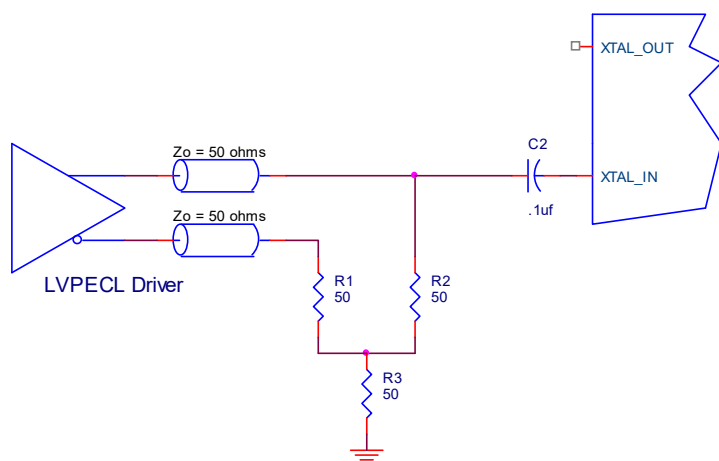 XTAL_OUT
C2
Zo = 50 ohms
XTAL_IN
.1uf
Zo = 50 ohms
LVPECL Driver
R1
50
R2
50
R3
50